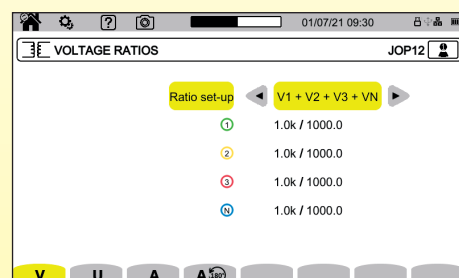 ? 01/07/21 09:30
VOLTAGE RATIOS JOP12
Ratio set-up V1 + V2 + V3 + VN
1 1.0k / 1000.0
2 1.0k / 1000.0
3 1.0k / 1000.0
N 1.0k / 1000.0
V U A A 180°